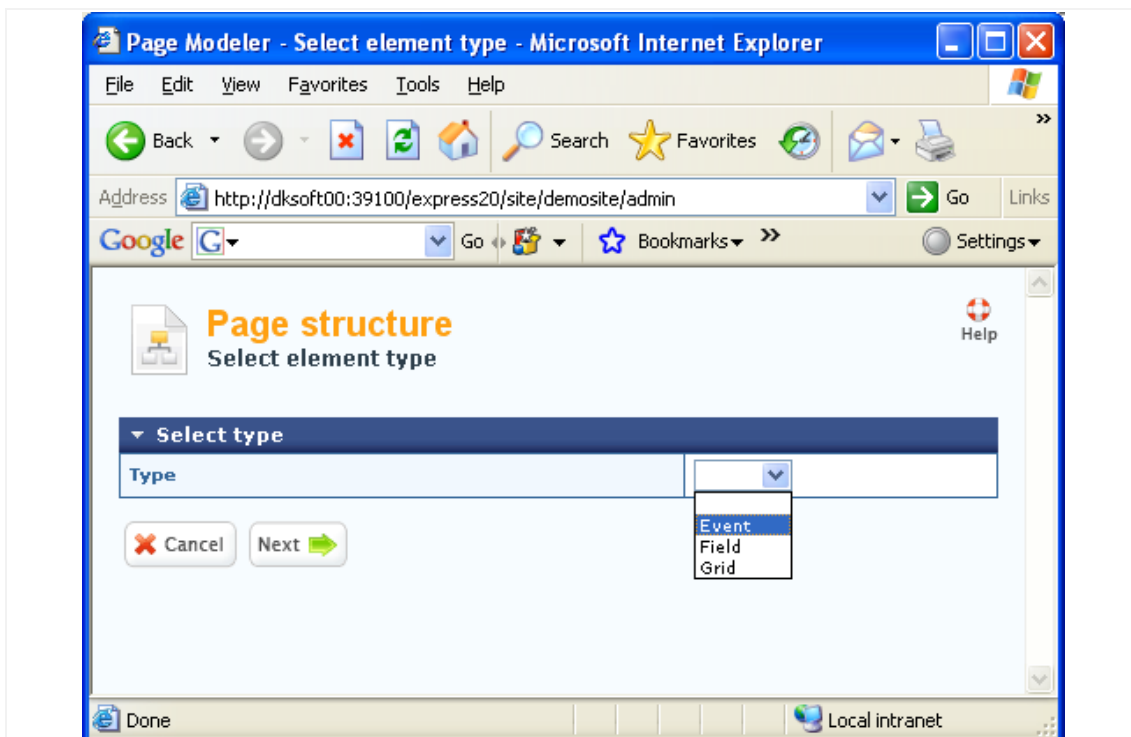 Page Modeler - Select element type - Microsoft Internet Explorer
File Edit View Favorites Tools Help
Back Search Favorites »
Address http://dksoft00:39100/express20/site/demosite/admin Go Links
Google G Go Bookmarks » Settings
Page structure
Help
Select element type
Select type
Type
Event
Field
Grid
Cancel Next
Done Local intranet